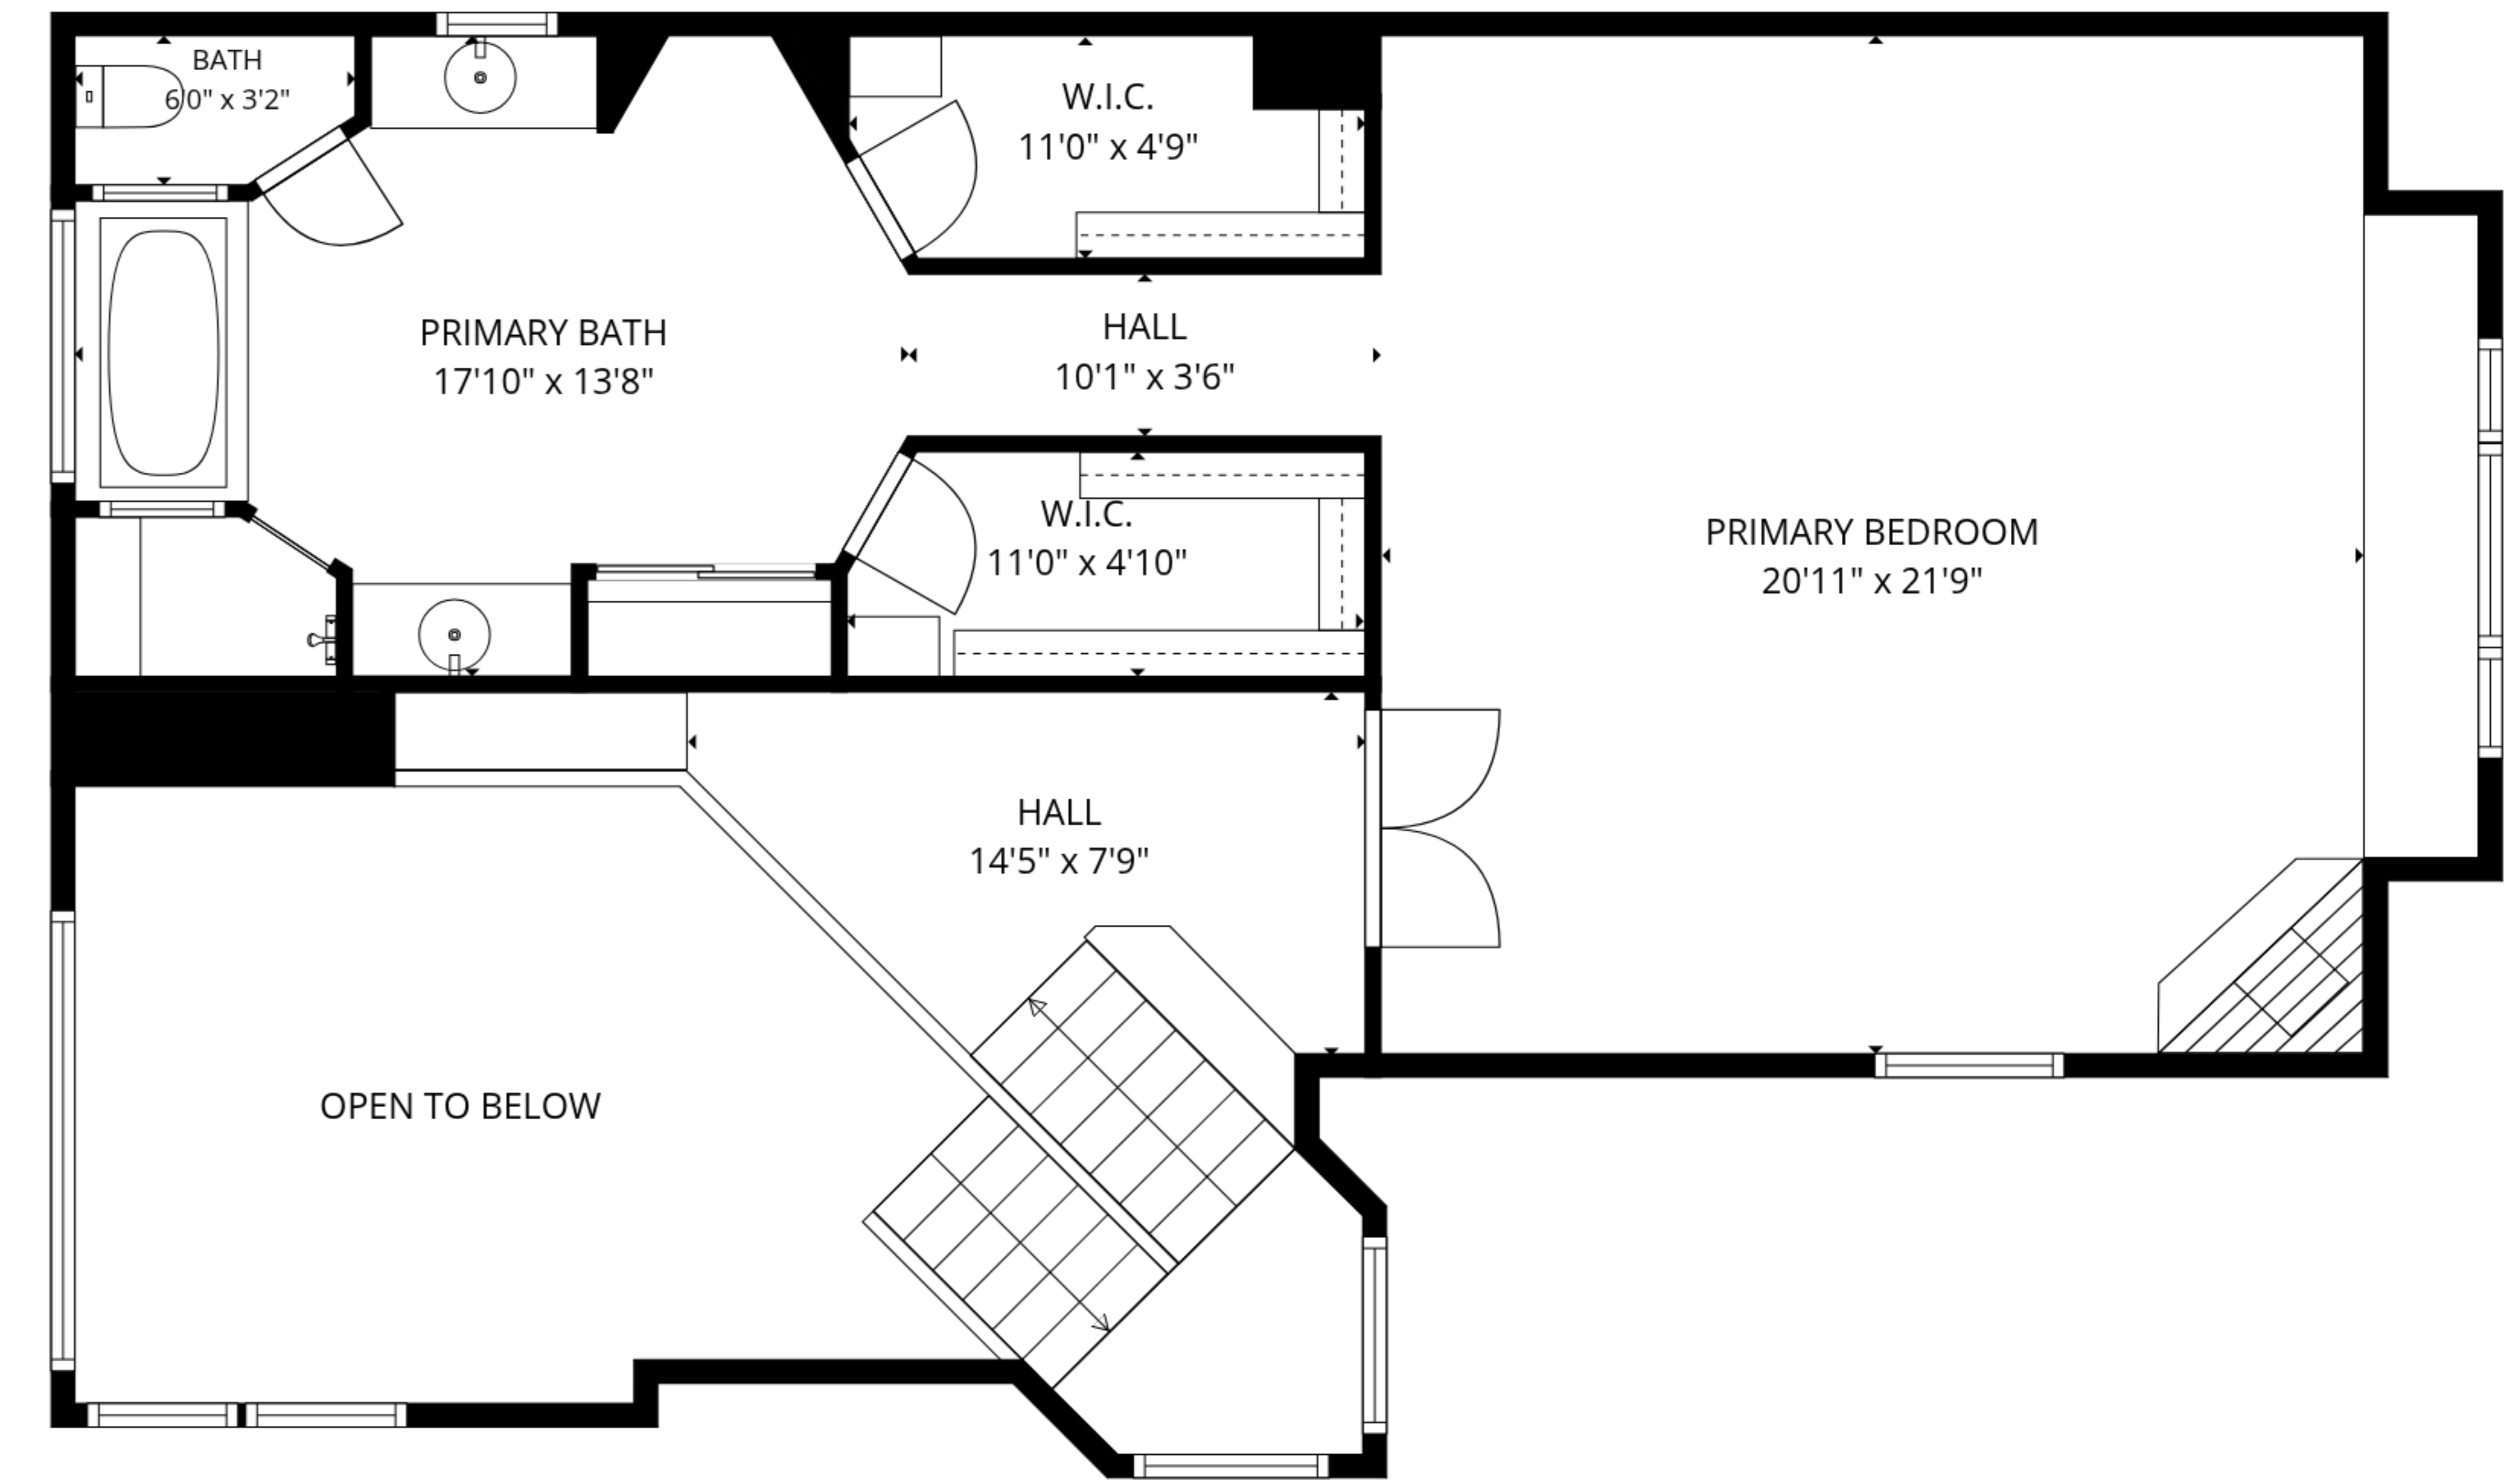 BATH
6'0" x 3'2"
W.I.C.
11'0" x 4'9"
PRIMARY BATH
17'10" x 13'8"
HALL
10'1" x 3'6"
W.I.C.
11'0" x 4'10"
PRIMARY BEDROOM
20'11" x 21'9"
HALL
14'5" x 7'9"
OPEN TO BELOW